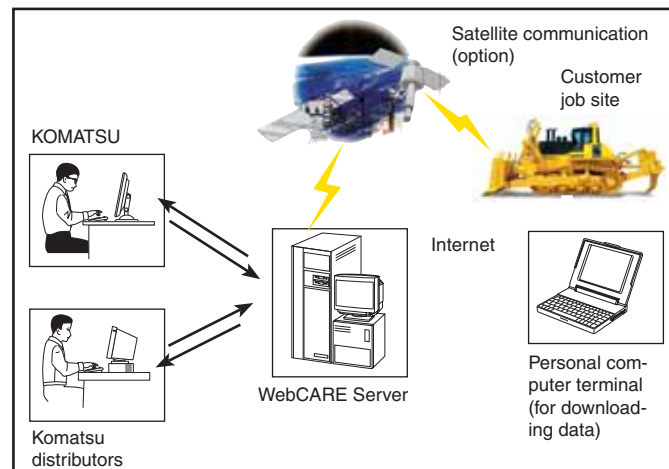 Satellite communication
(option)
Customer
job site
KOMATSU
Internet
WebCARE Server
Personal com-
puter terminal
(for download-
ing data)
Komatsu
distributors